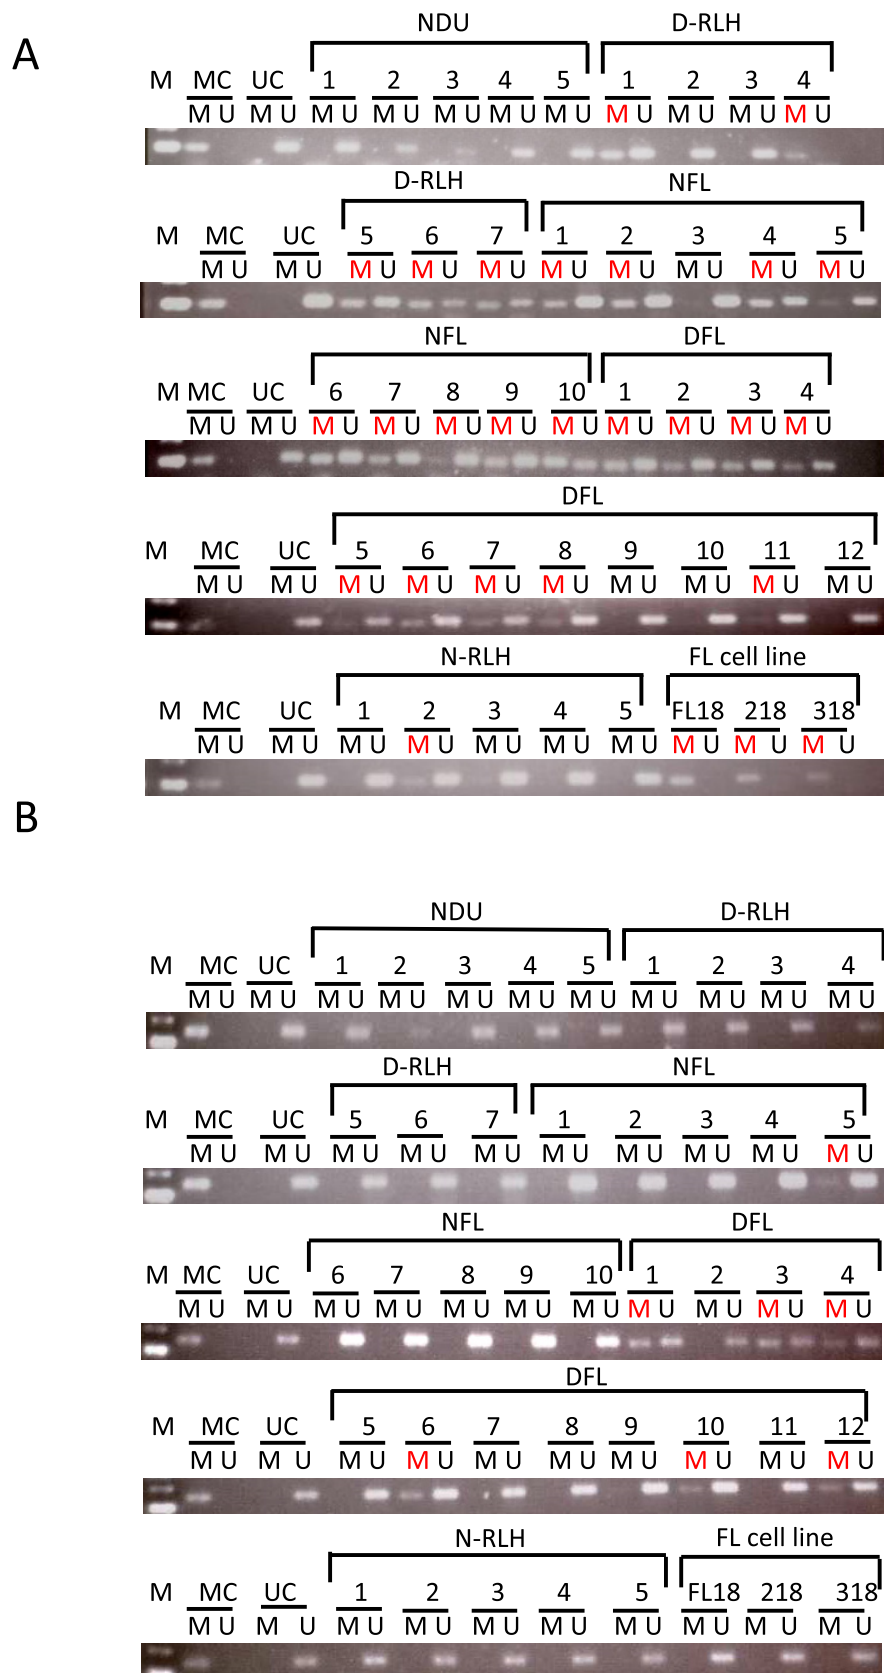 A
NDU D-RLH
M MC UC 1 2 3 4 5 1 2 3 4
M U M U M U M U M U M U M U M U M U M U M U
D-RLH NFL
M MC UC 5 6 7 1 2 3 4 5
M U M U M U M U M U M U M U M U M U M U
NFL DFL
M MC UC 6 7 8 9 10 1 2 3 4
M U M U M U M U M U M U M U M U M U M U M U
DFL
M MC UC 5 6 7 8 9 10 11 12
M U M U M U M U M U M U M U M U M U M U
N-RLH FL cell line
M MC UC 1 2 3 4 5 FL18 218 318
M U M U M U M U M U M U M U M U M U M U
B
NDU D-RLH
M MC UC 1 2 3 4 5 1 2 3 4
M U M U M U M U M U M U M U M U M U M U M U
D-RLH NFL
M MC UC 5 6 7 1 2 3 4 5
M U M U M U M U M U M U M U M U M U M U
NFL DFL
M MC UC 6 7 8 9 10 1 2 3 4
M U M U M U M U M U M U M U M U M U M U M U
DFL
M MC UC 5 6 7 8 9 10 11 12
M U M U M U M U M U M U M U M U M U M U
N-RLH FL cell line
M MC UC 1 2 3 4 5 FL18 218 318
M U M U M U M U M U M U M U M U M U M U